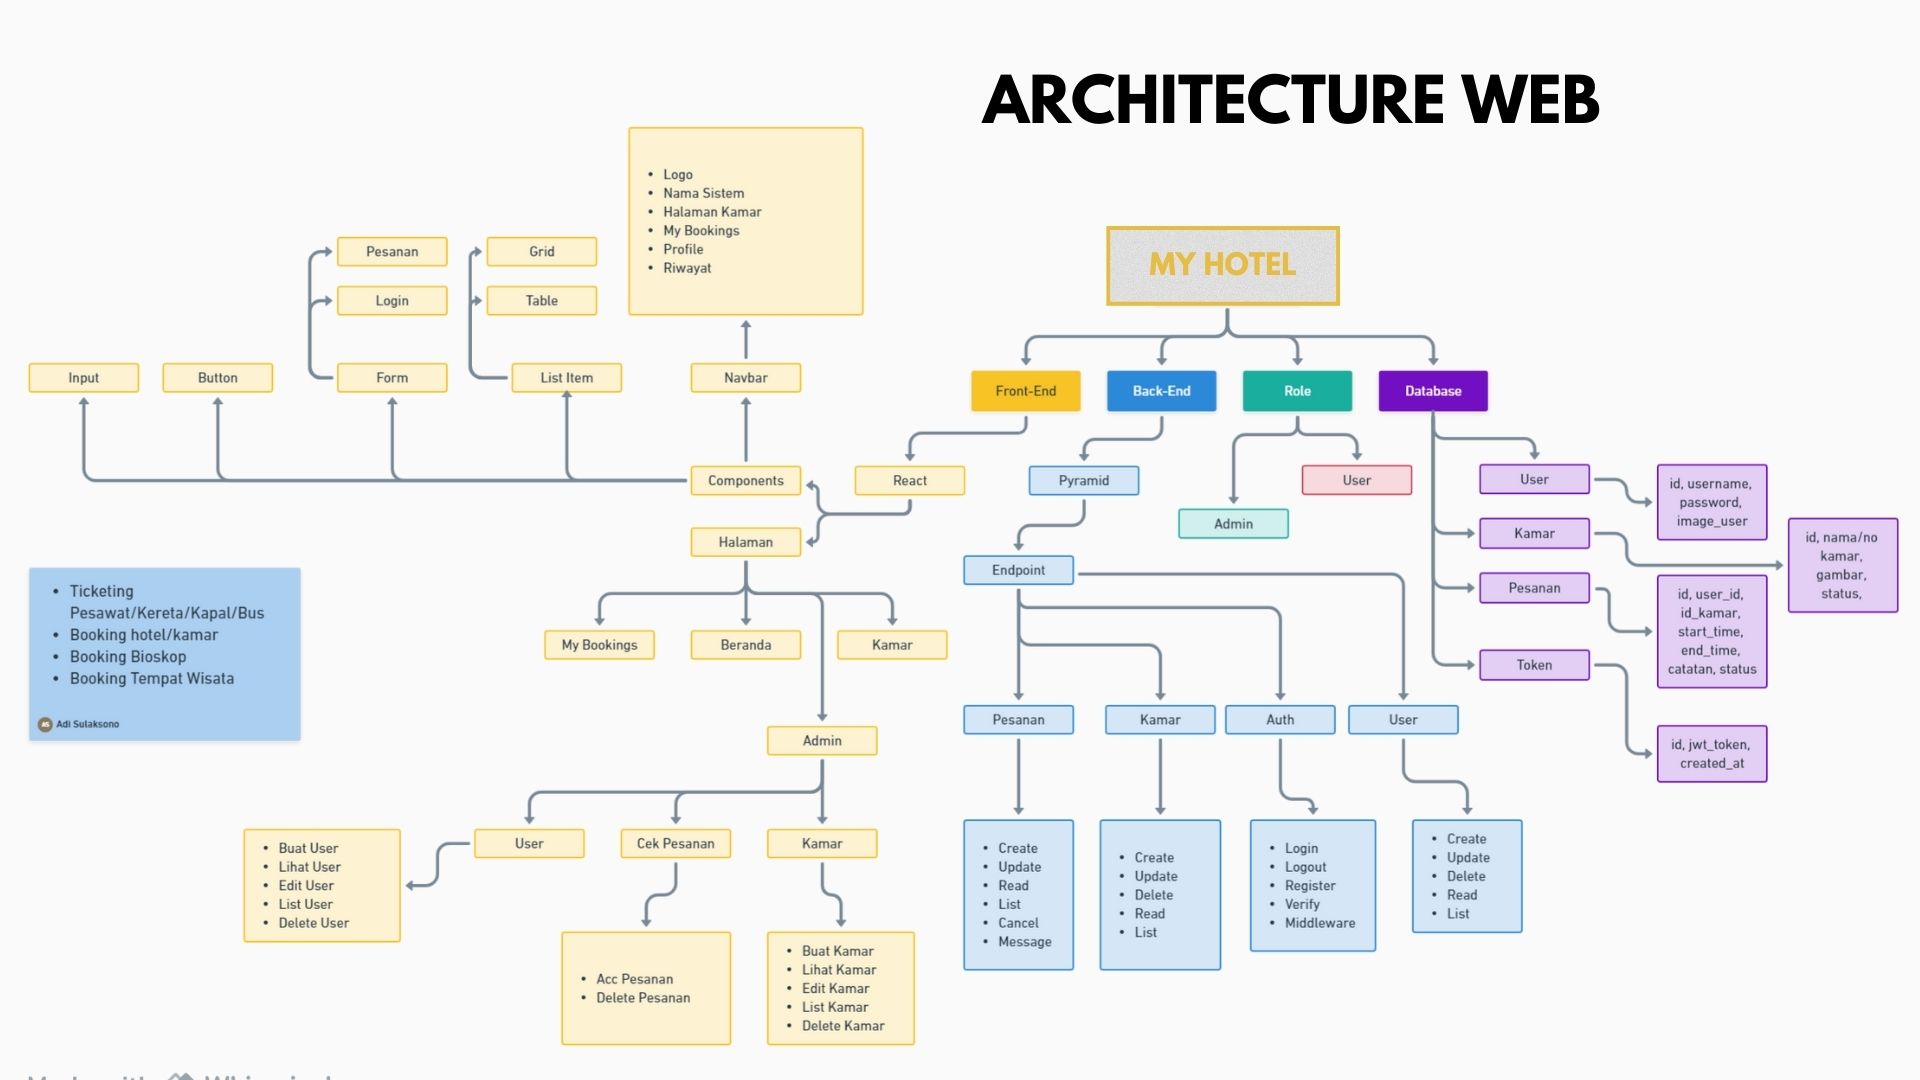 ARCHITECTURE WEB
• Logo
• Nama Sistem
• Halaman Kamar
• My Bookings
• Profile
• Riwayat
Pesanan
Grid
Login
Table
MY HOTEL
Input
Button
Form
List Item
Navbar
Front-End
Back-End
Role
Database
Components
React
Pyramid
User
Admin
Halaman
Endpoint
User
id, username,
password,
image_user
Kamar
id, nama/no
kamar,
gambar,
status,
Pesanan
id, user_id,
id_kamar,
start_time,
end_time,
catatan, status
Token
id, jwt_token,
created_at
• Ticketing
Pesawat/Kereta/Kapal/Bus
• Booking hotel/kamar
• Booking Bioskop
• Booking Tempat Wisata
AS Adi Sulaksono
My Bookings
Beranda
Kamar
Admin
Pesanan
Kamar
Auth
User
User
Cek Pesanan
Kamar
• Buat User
• Lihat User
• Edit User
• List User
• Delete User
• Acc Pesanan
• Delete Pesanan
• Buat Kamar
• Lihat Kamar
• Edit Kamar
• List Kamar
• Delete Kamar
• Create
• Update
• Read
• List
• Cancel
• Message
• Create
• Update
• Delete
• Read
• List
• Login
• Logout
• Register
• Verify
• Middleware
• Create
• Update
• Delete
• Read
• List